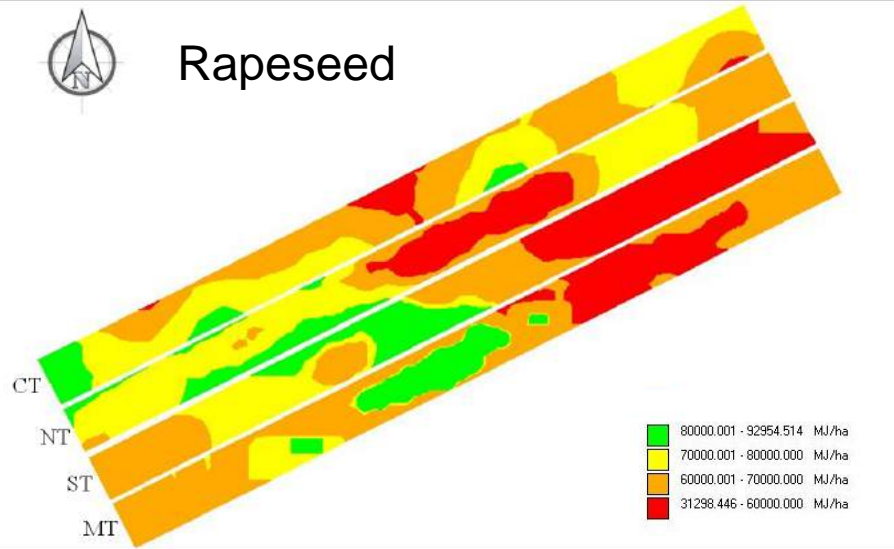 Rapeseed
N
CT
NT
ST
MT
80000.001 - 92954.514 MJ/ha
70000.001 - 80000.000 MJ/ha
60000.001 - 70000.000 MJ/ha
31298.446 - 60000.000 MJ/ha